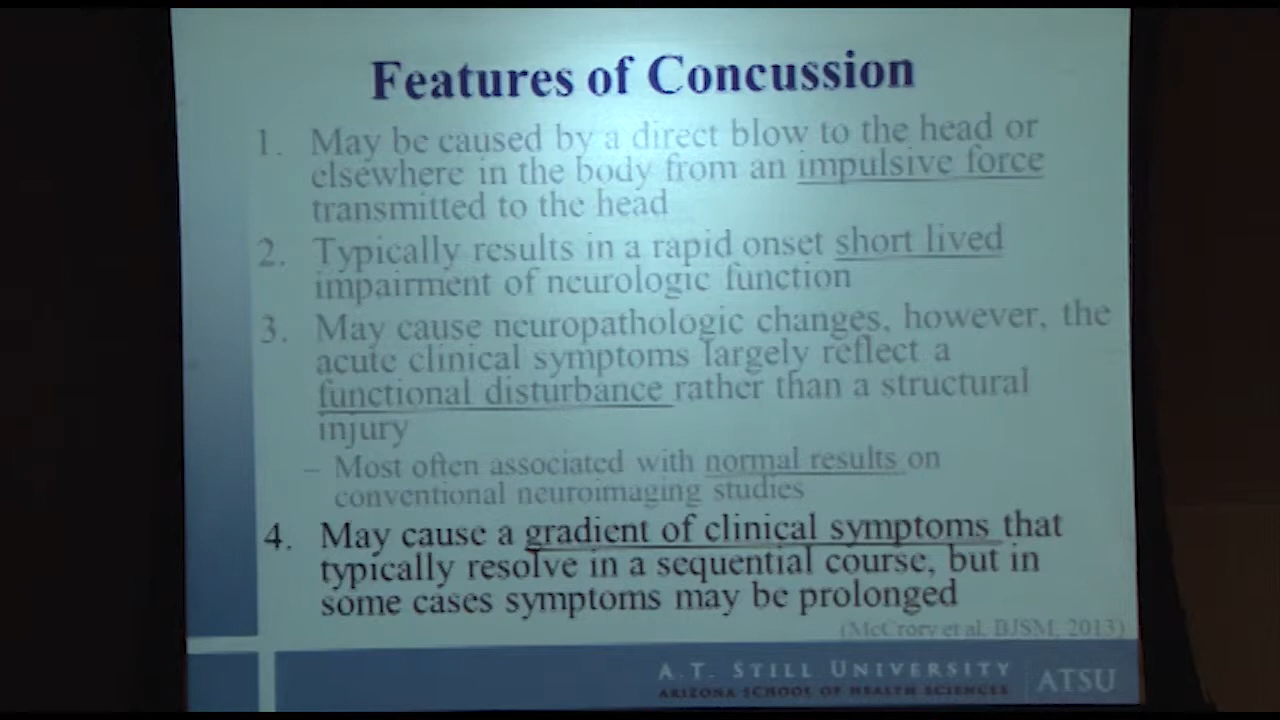 Features of Concussion
1. May be caused by a direct blow to the head or
elsewhere in the body from an impulsive force
transmitted to the head
2. Typically results in a rapid onset short lived
impairment of neurologic function
3. May cause neuropathologic changes, however, the
acute clinical symptoms largely reflect a
functional disturbance rather than a structural
injury
– Most often associated with normal results on
conventional neuroimaging studies
4. May cause a gradient of clinical symptoms that
typically resolve in a sequential course, but in
some cases symptoms may be prolonged
(McCrory et al, BJSM, 2013)
A.T. STILL UNIVERSITY
ARIZONA SCHOOL OF HEALTH SCIENCES
ATSU